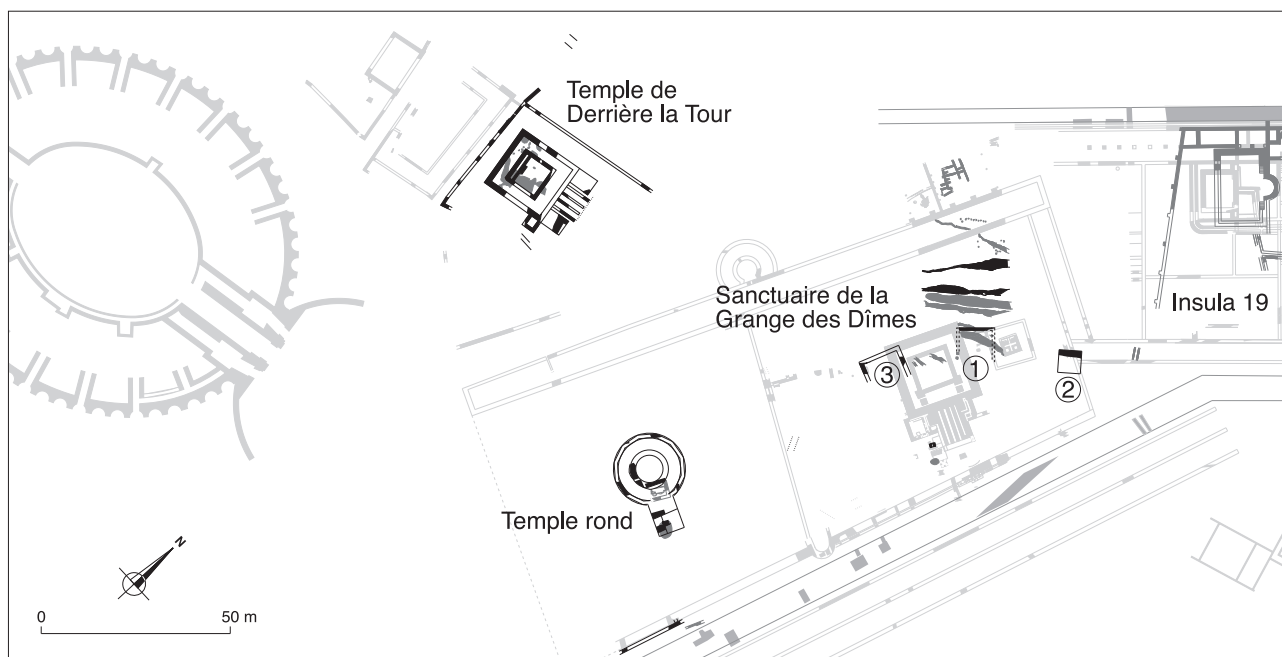 Temple de
Derrière la Tour
Sanctuaire de la
Grange des Dîmes
Insula 19
3
1
2
Temple rond
N
0
50 m